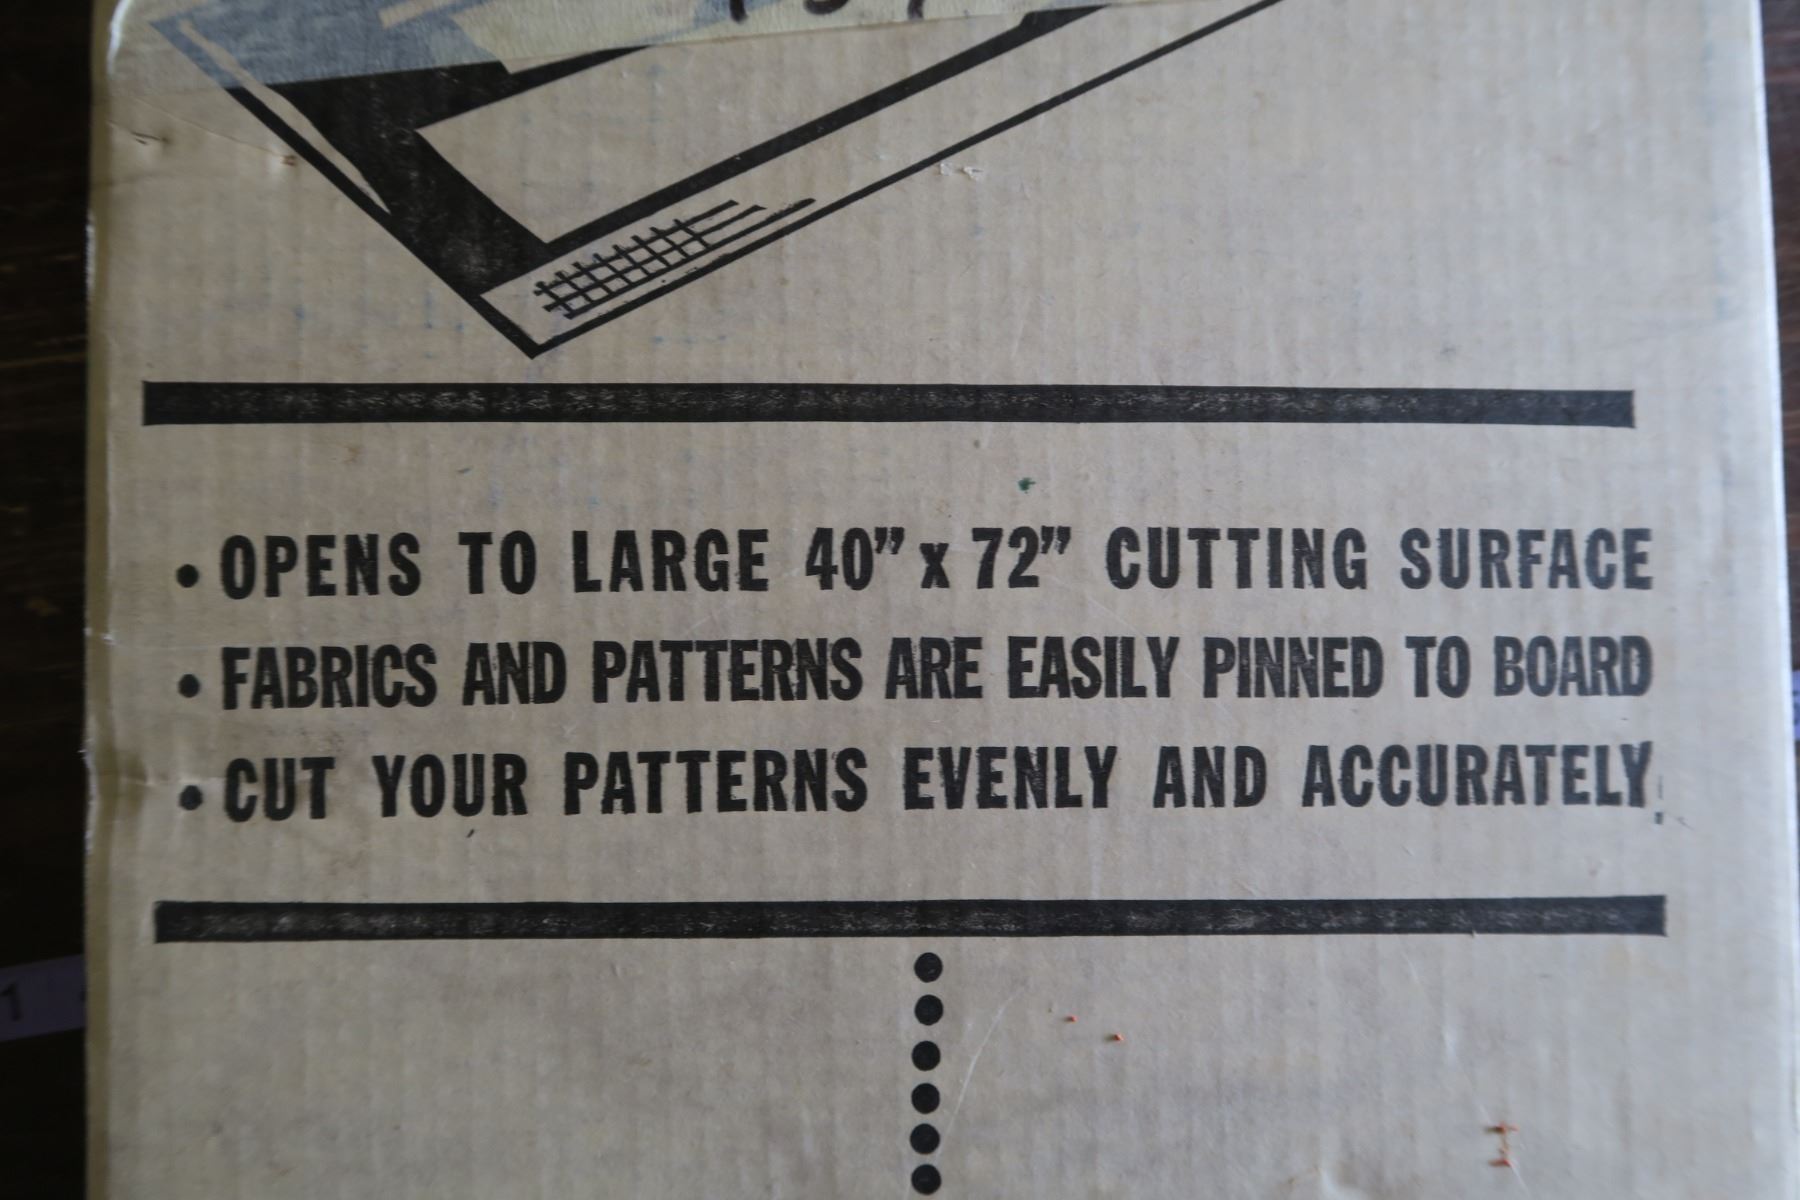 • OPENS TO LARGE 40” x 72” CUTTING SURFACE
• FABRICS AND PATTERNS ARE EASILY PINNED TO BOARD
• CUT YOUR PATTERNS EVENLY AND ACCURATELY
1